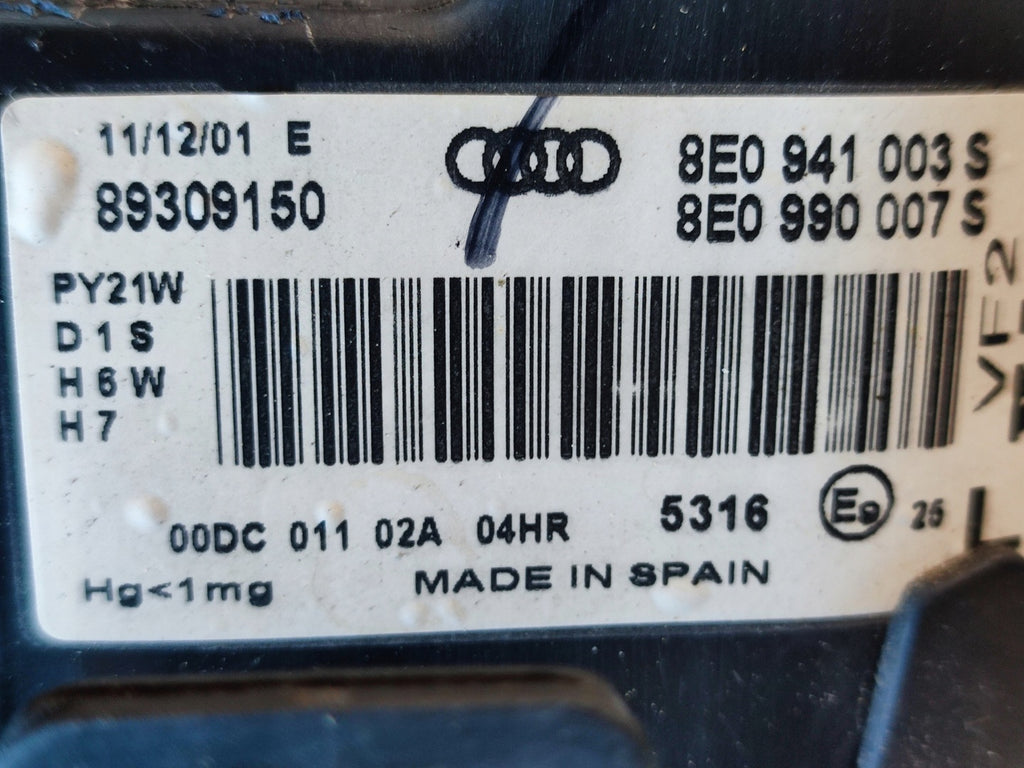 11/12/01 E
89309150
8E0 941 003 S
8E0 990 007 S
PY21W
D1S
H6W
H7
VF2
00DC 011 02A 04HR
5316
E9 26
Hg<1mg
MADE IN SPAIN